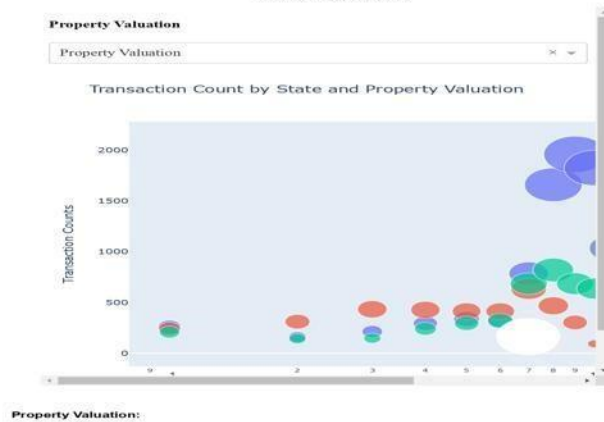 Property Valuation
Property Valuation × 
Transaction Count by State and Property Valuation
Transaction Counts
2000
1500
1000
500
0
9 2 3 4 5 6 7 8 9
Property Valuation: